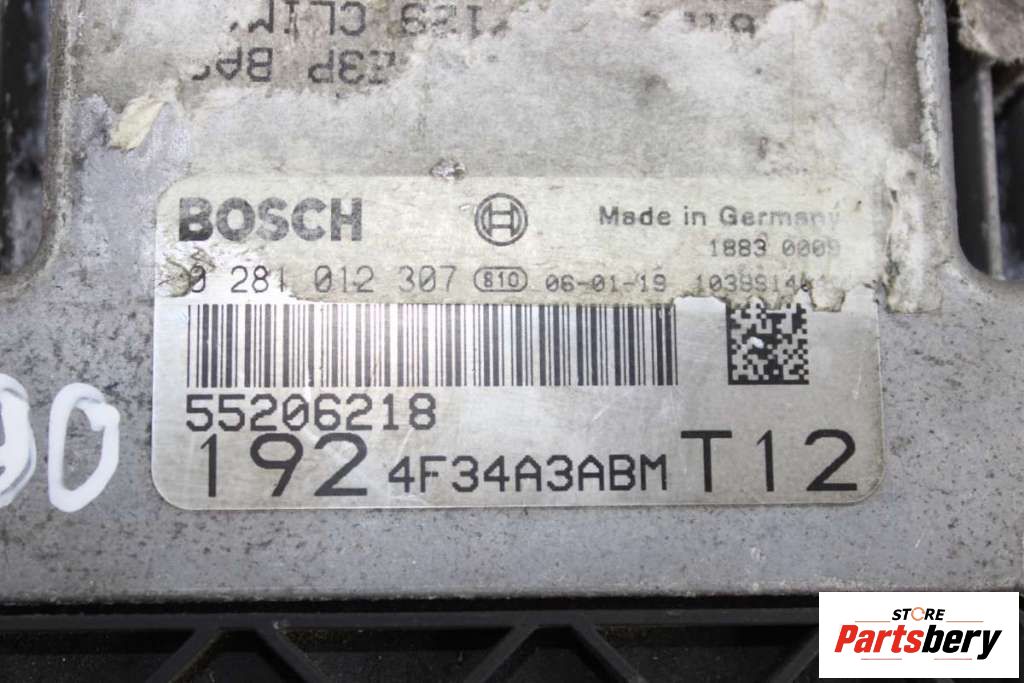 BOSCH
Made in Germany
1883
0 281 012 307 810 06-01-19
55206218
192 4F34A3ABM T12
STORE
Partsbery